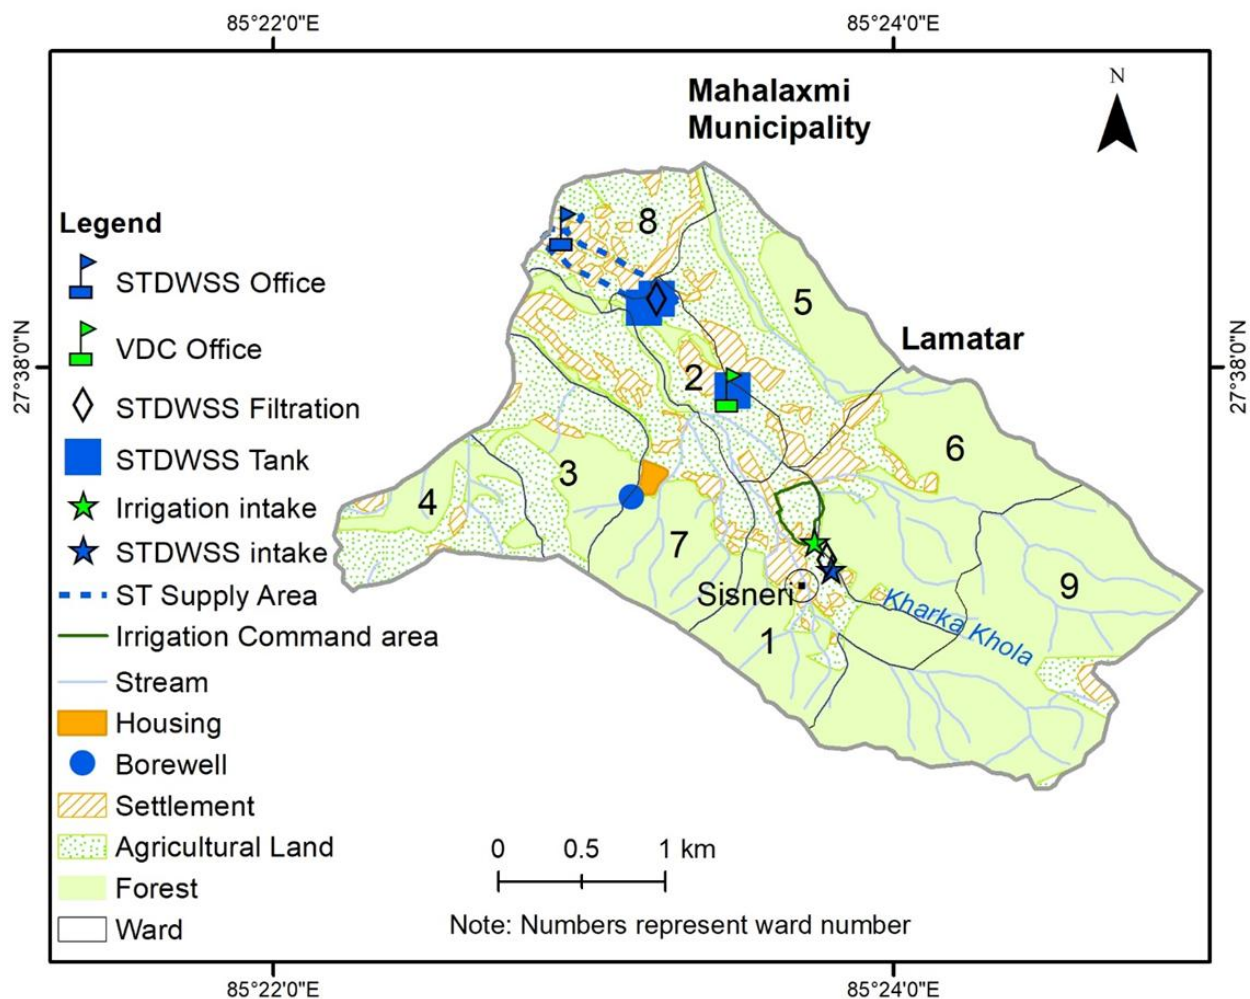 85°22'0"E
85°24'0"E
Mahalaxmi
Municipality
N
Legend
STDWSS Office
VDC Office
STDWSS Filtration
STDWSS Tank
Irrigation intake
STDWSS intake
ST Supply Area
Irrigation Command area
Stream
Housing
Borewell
Settlement
Agricultural Land
Forest
Ward
8
5
Lamatar
27°38'0"N
27°38'0"N
2
6
3
4
7
9
Sisneri
Kharka Khola
1
0
0.5
1 km
Note: Numbers represent ward number
85°22'0"E
85°24'0"E